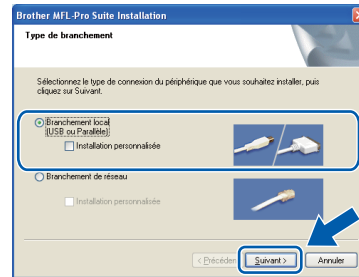 Brother MFL-Pro Suite Installation
Type de branchement
Sélectionnez le type de connexion du périphérique que vous souhaitez installer, puis
cliquez sur Suivant.
Branchement local
(USB ou Parallèle)
Installation personnalisée
Branchement de réseau
Installation personnalisée
< Précéden
Suivant >
Annuler